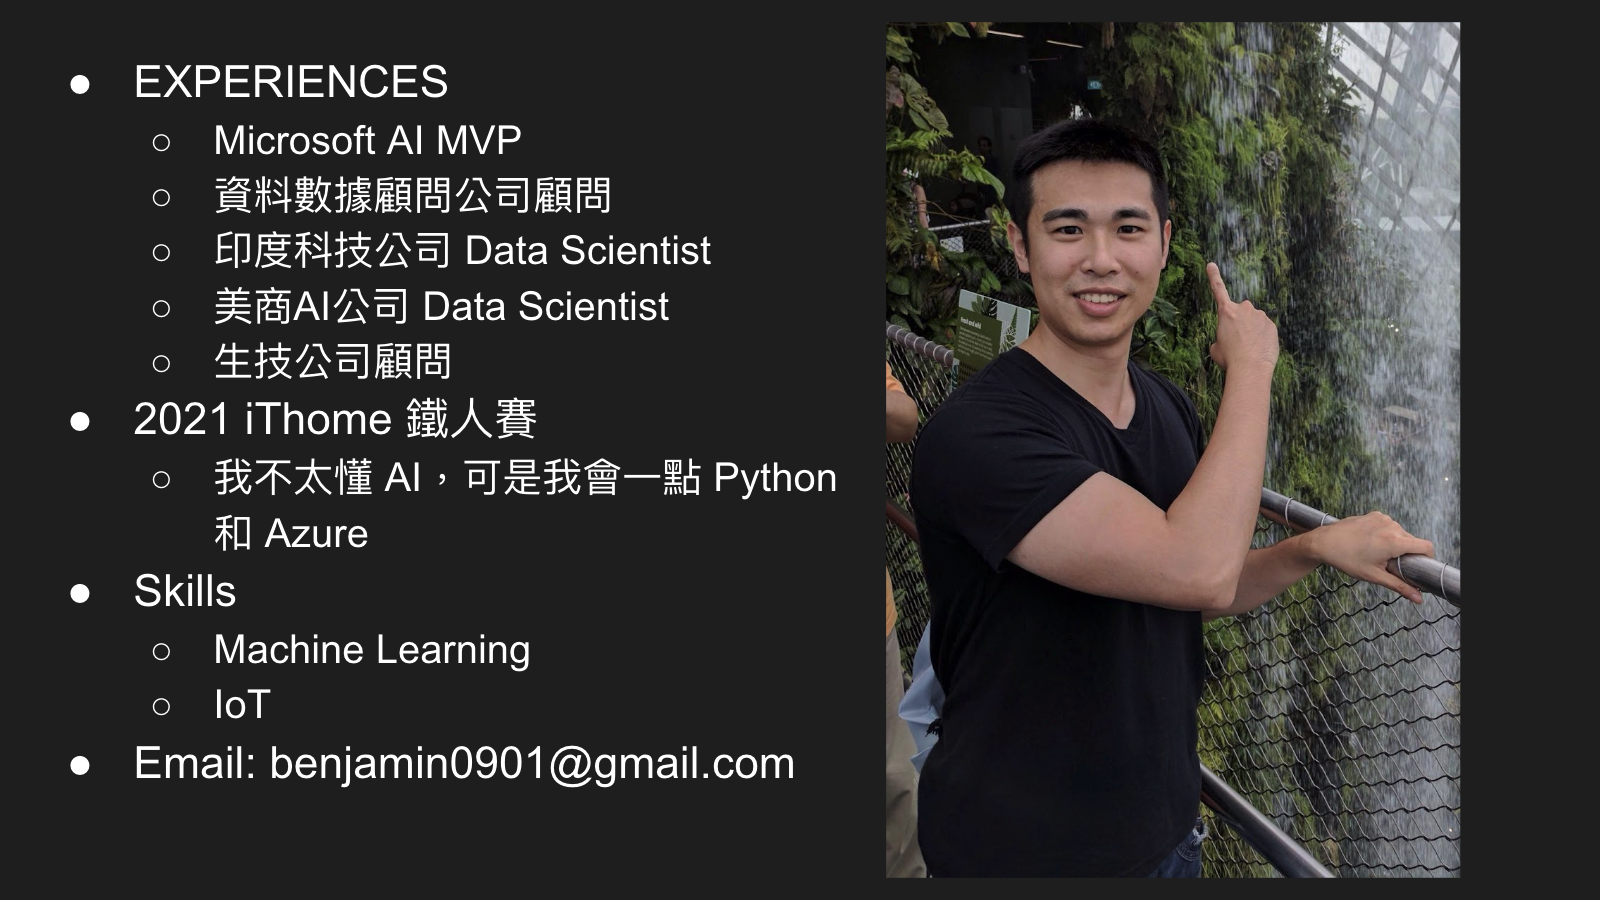 ● EXPERIENCES
○ Microsoft AI MVP
○ 資料數據顧問公司顧問
○ 印度科技公司 Data Scientist
○ 美商AI公司 Data Scientist
○ 生技公司顧問
● 2021 iThome 鐵人賽
○ 我不太懂 AI，可是我會一點 Python
和 Azure
● Skills
○ Machine Learning
○ IoT
● Email: benjamin0901@gmail.com